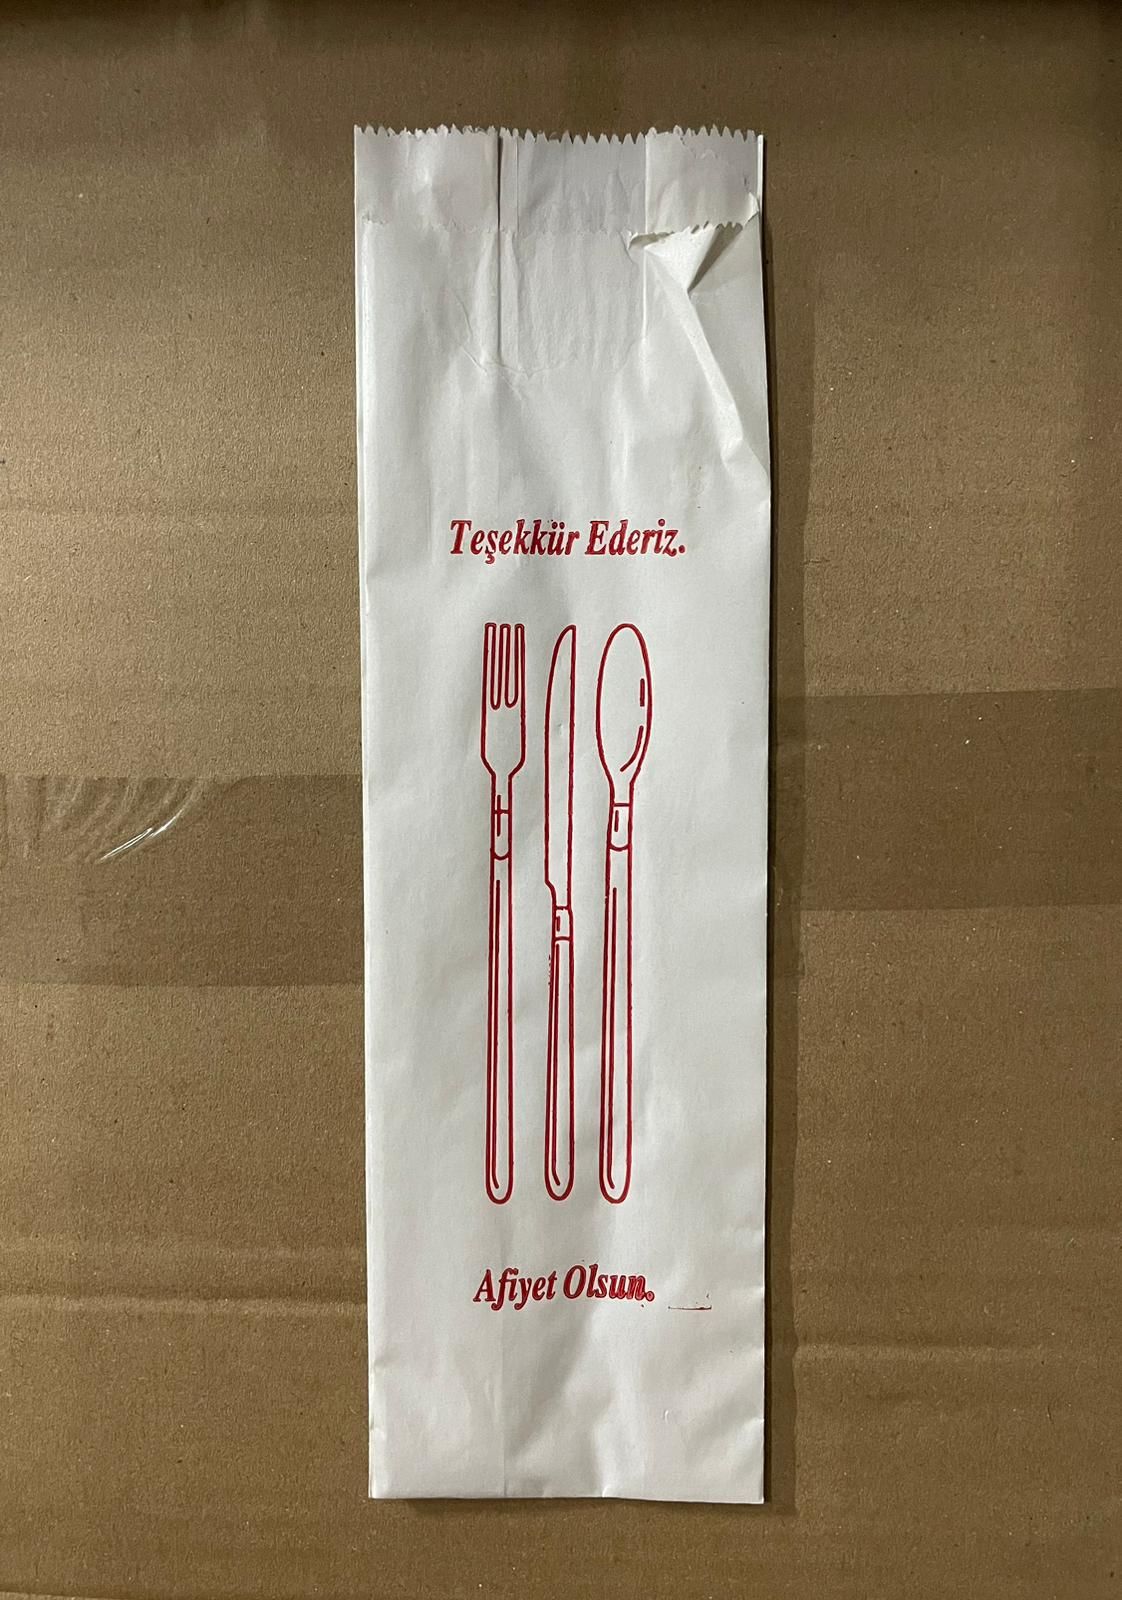 Teşekkür Ederiz.
Afiyet Olsun.